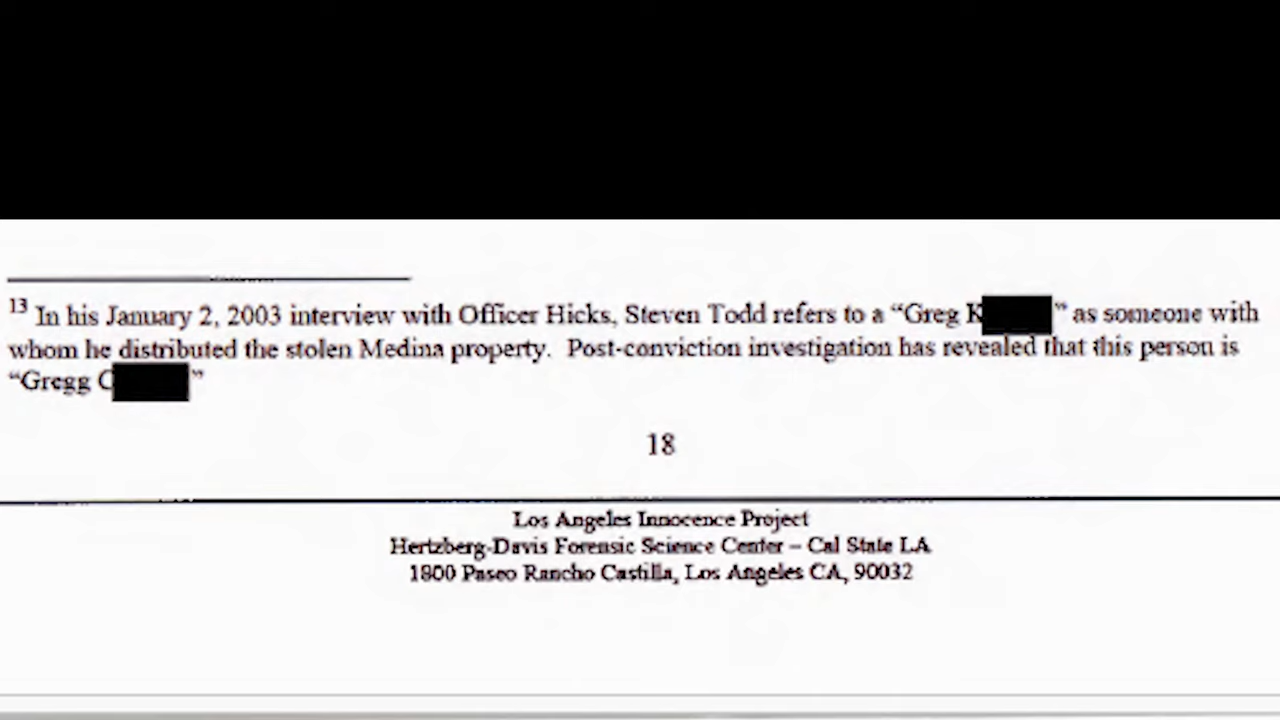 13 In his January 2, 2003 interview with Officer Hicks, Steven Todd refers to a “Greg K ” as someone with
whom he distributed the stolen Medina property. Post-conviction investigation has revealed that this person is
“Gregg C ”
18
Los Angeles Innocence Project
Hertzberg-Davis Forensic Science Center – Cal State LA
1800 Paseo Rancho Castilla, Los Angeles CA, 90032